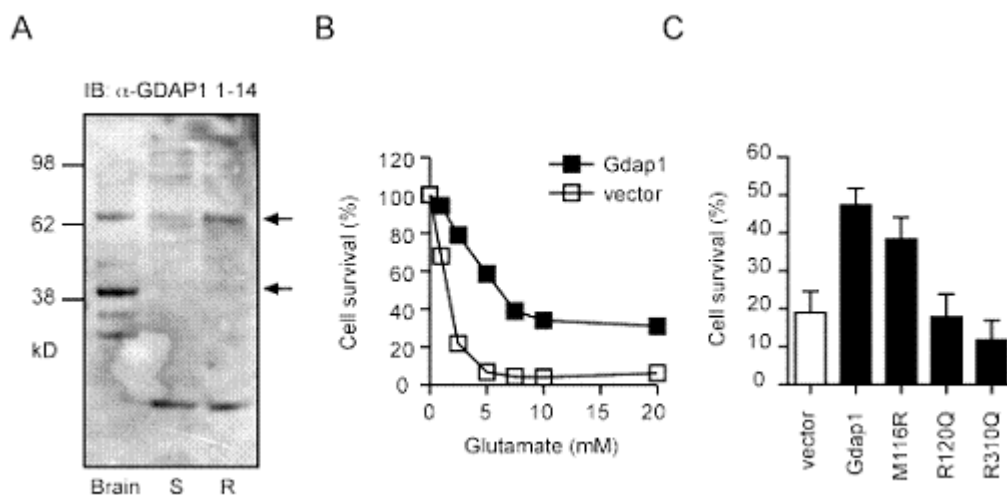 A
B
C
IB: α-GDAP1 1-14
98
62
38
kD
Brain S R
Cell survival (%)
120
100
80
60
40
20
0
0 5 10 15 20
Glutamate (mM)
Gdap1
vector
Cell survival (%)
60
50
40
30
20
10
0
vector
Gdap1
M116R
R120Q
R310Q